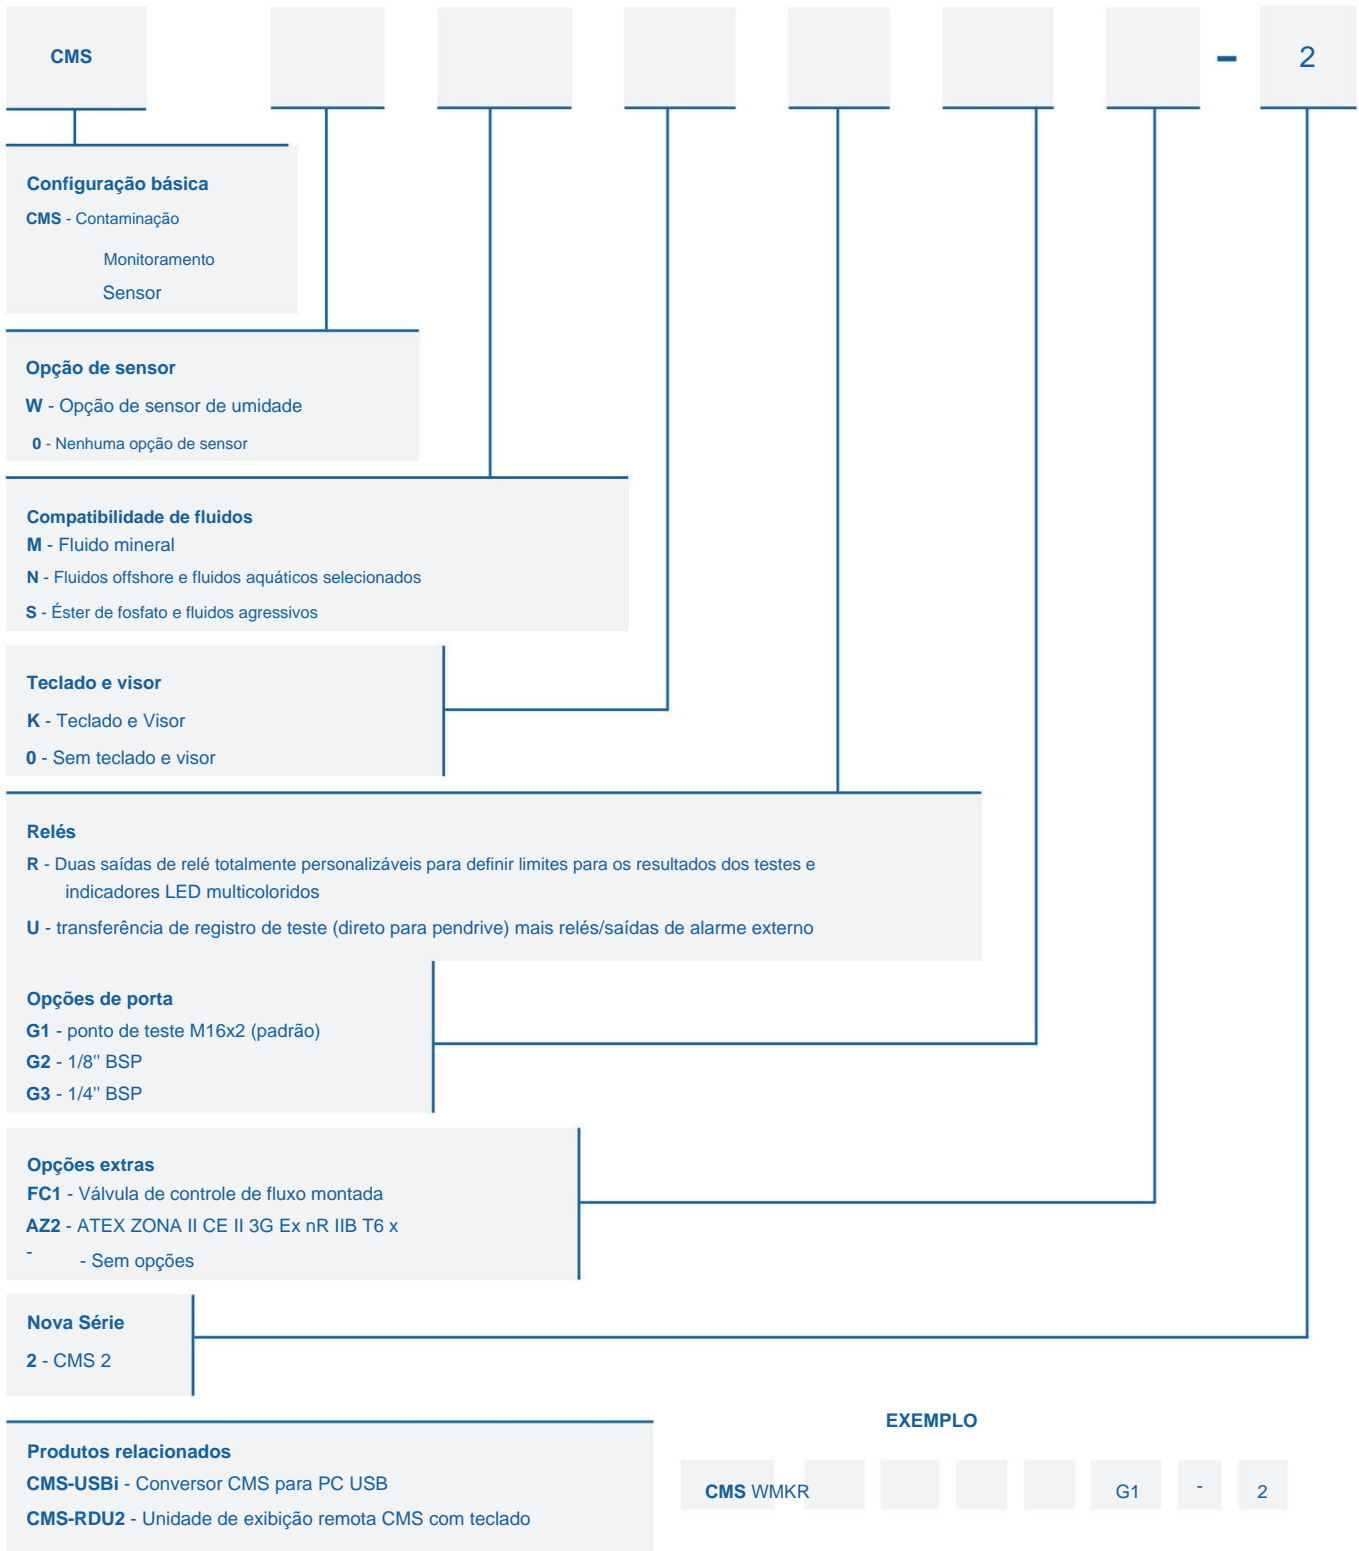 CMS
-
2
Configuração básica
CMS - Contaminação
Monitoramento
Sensor
Opção de sensor
W - Opção de sensor de umidade
0 - Nenhuma opção de sensor
Compatibilidade de fluidos
M - Fluido mineral
N - Fluidos offshore e fluidos aquáticos selecionados
S - Éster de fosfato e fluidos agressivos
Teclado e visor
K - Teclado e Visor
0 - Sem teclado e visor
Relés
R - Duas saídas de relé totalmente personalizáveis para definir limites para os resultados dos testes e
indicadores LED multicoloridos
U - transferência de registro de teste (direto para pendrive) mais relés/saídas de alarme externo
Opções de porta
G1 - ponto de teste M16x2 (padrão)
G2 - 1/8" BSP
G3 - 1/4" BSP
Opções extras
FC1 - Válvula de controle de fluxo montada
AZ2 - ATEX ZONA II CE II 3G Ex nR IIB T6 x
- - Sem opções
Nova Série
2 - CMS 2
Produtos relacionados
CMS-USBi - Conversor CMS para PC USB
CMS-RDU2 - Unidade de exibição remota CMS com teclado
EXEMPLO
CMS WMKR G1 - 2